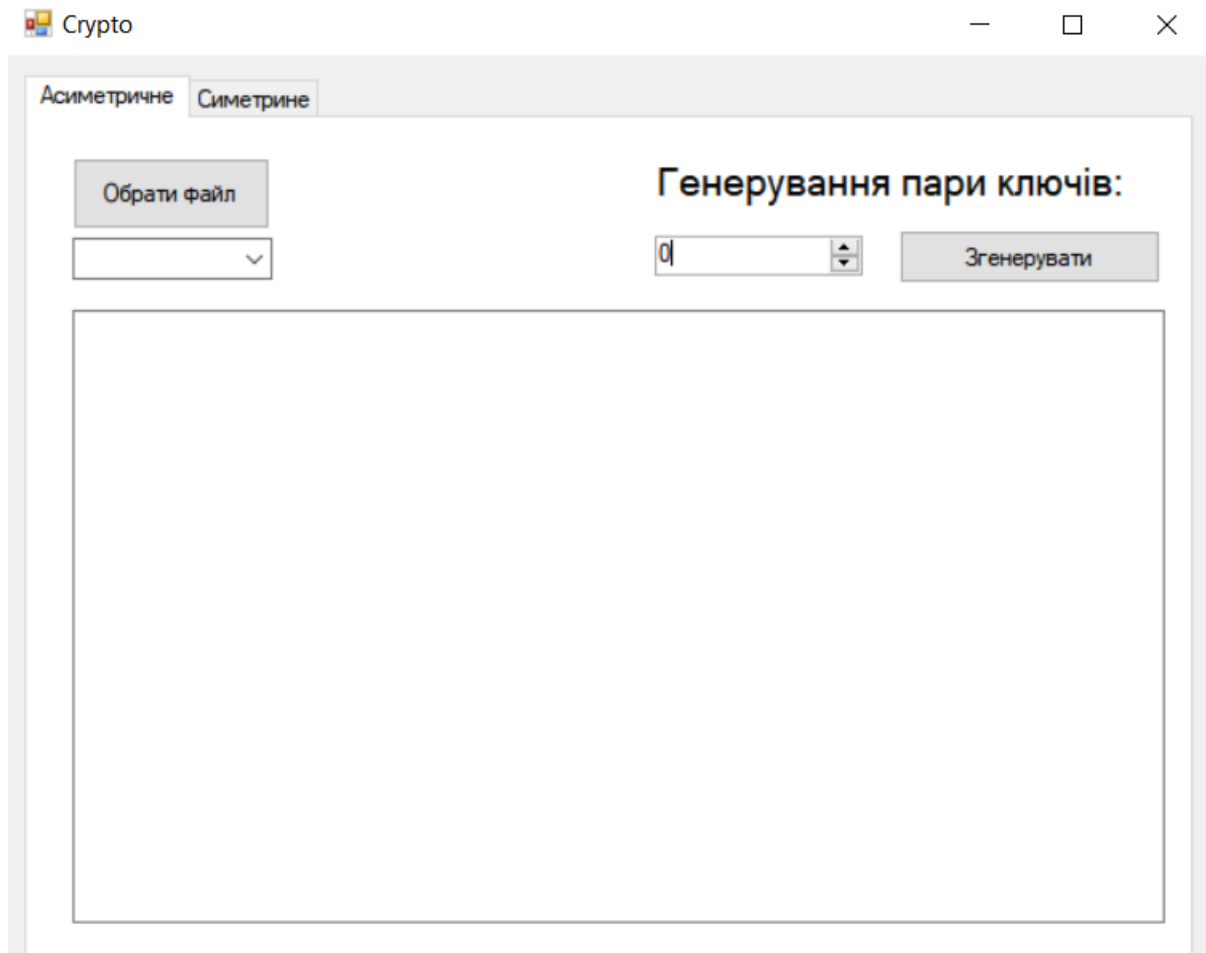 Crypto
Асиметричне Симетрине
Обрати файл
Генерування пари ключів:
0
Згенерувати